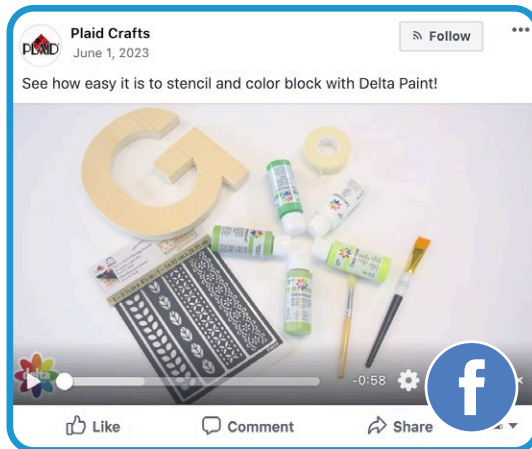 Plaid Crafts
June 1, 2023
Follow
PLAID
See how easy it is to stencil and color block with Delta Paint!
delta
-0:58
f
Like
Comment
Share